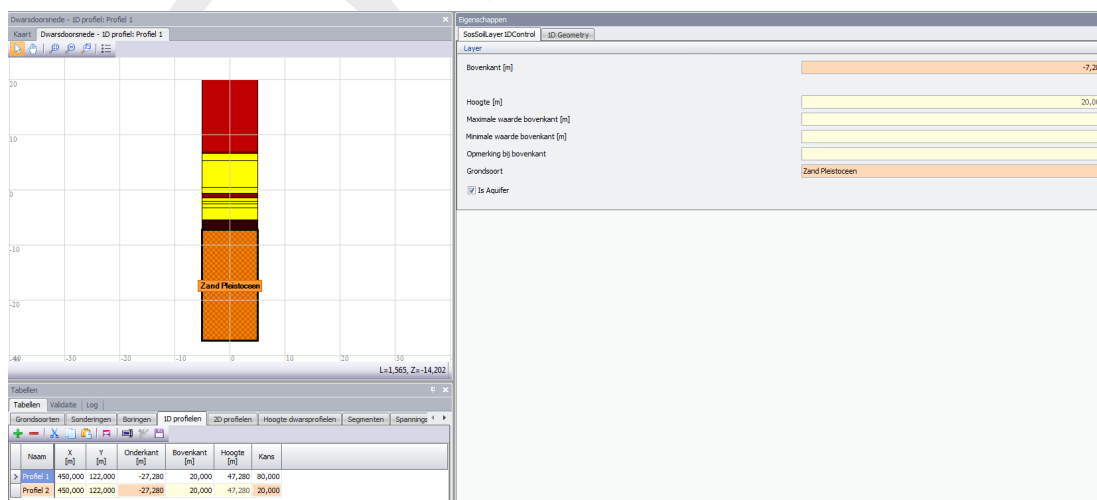 Dwarsdoorsnede - 1D profiel: Profiel 1
Kaart Dwarsdoorsnede - 1D profiel: Profiel 1
20
10
0
-10
-20
-40 -30 -20 -10 0 10 20 30
Zand Pleistoceen
L=1,565, Z=-14,202
Tabellen
Tabellen Validatie Log
Grondsoorten Sonderingen Boringen 1D profielen 2D profielen Hoogte dwarsprofielen Segmenten Spannings
Naam X [m] Y [m] Onderkant [m] Bovenkant [m] Hoogte [m] Kans
Profiel 1 450,000 122,000 -27,280 20,000 47,280 80,000
Profiel 2 450,000 122,000 -27,280 20,000 47,280 20,000
Eigenschappen
SosSoilLayer1DControl 1D Geometry
Layer
Bovenkant [m] -7,28
Hoogte [m] 20,00
Maximale waarde bovenkant [m]
Minimale waarde bovenkant [m]
Opmerking bij bovenkant
Grondsoort Zand Pleistoceen
Is Aquifer